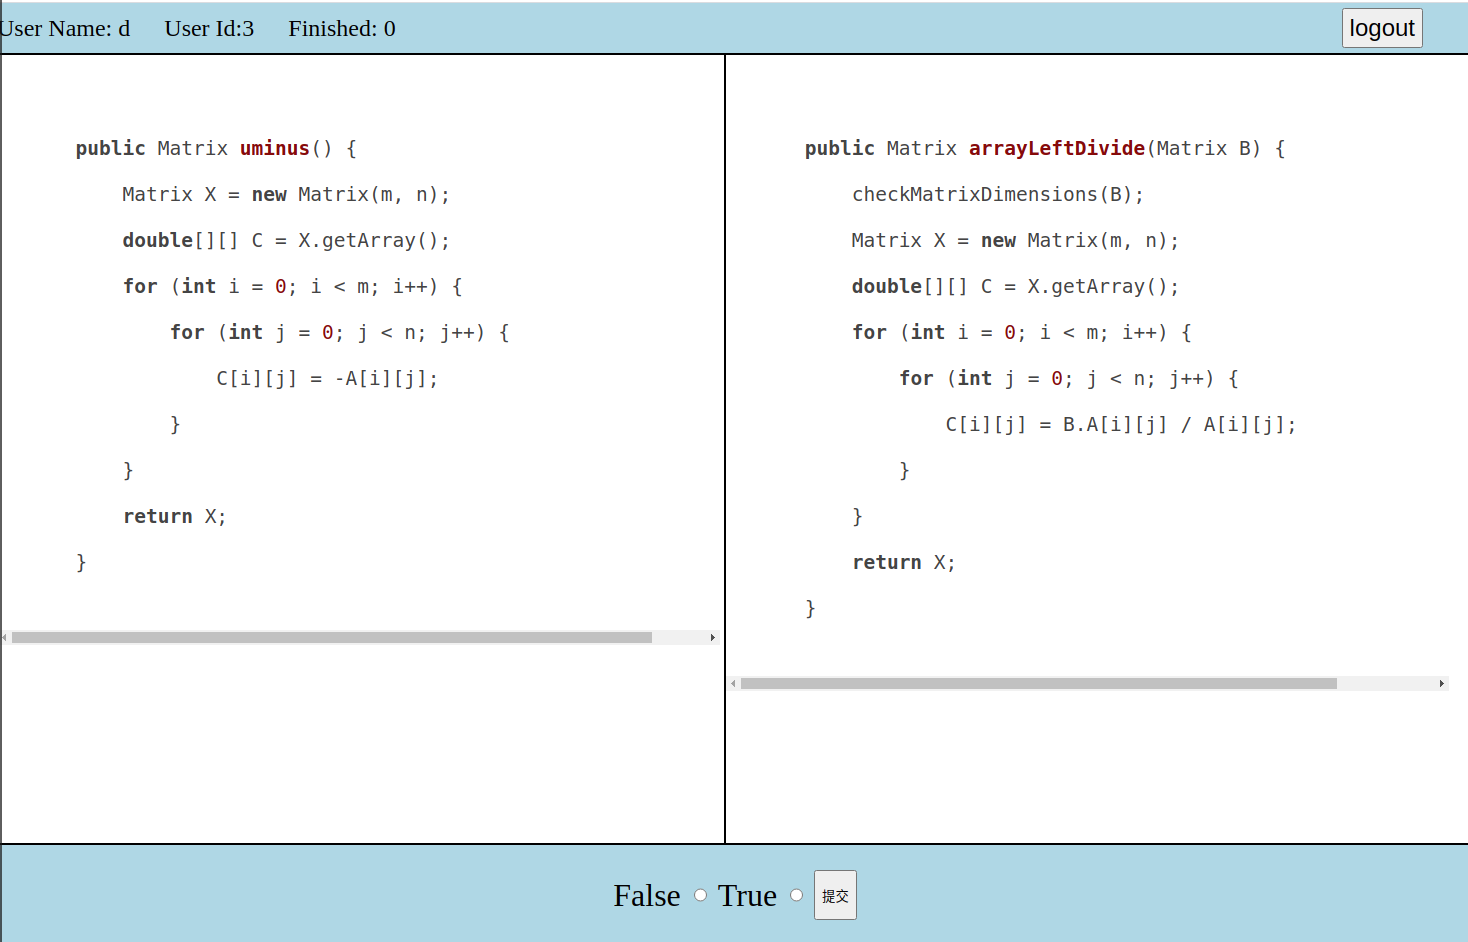 User Name: d User Id:3 Finished: 0 logout
public Matrix uminus() {
Matrix X = new Matrix(m, n);
double[][] C = X.getArray();
for (int i = 0; i < m; i++) {
for (int j = 0; j < n; j++) {
C[i][j] = -A[i][j];
}
}
return X;
}
public Matrix arrayLeftDivide(Matrix B) {
checkMatrixDimensions(B);
Matrix X = new Matrix(m, n);
double[][] C = X.getArray();
for (int i = 0; i < m; i++) {
for (int j = 0; j < n; j++) {
C[i][j] = B.A[i][j] / A[i][j];
}
}
return X;
}
False True 提交